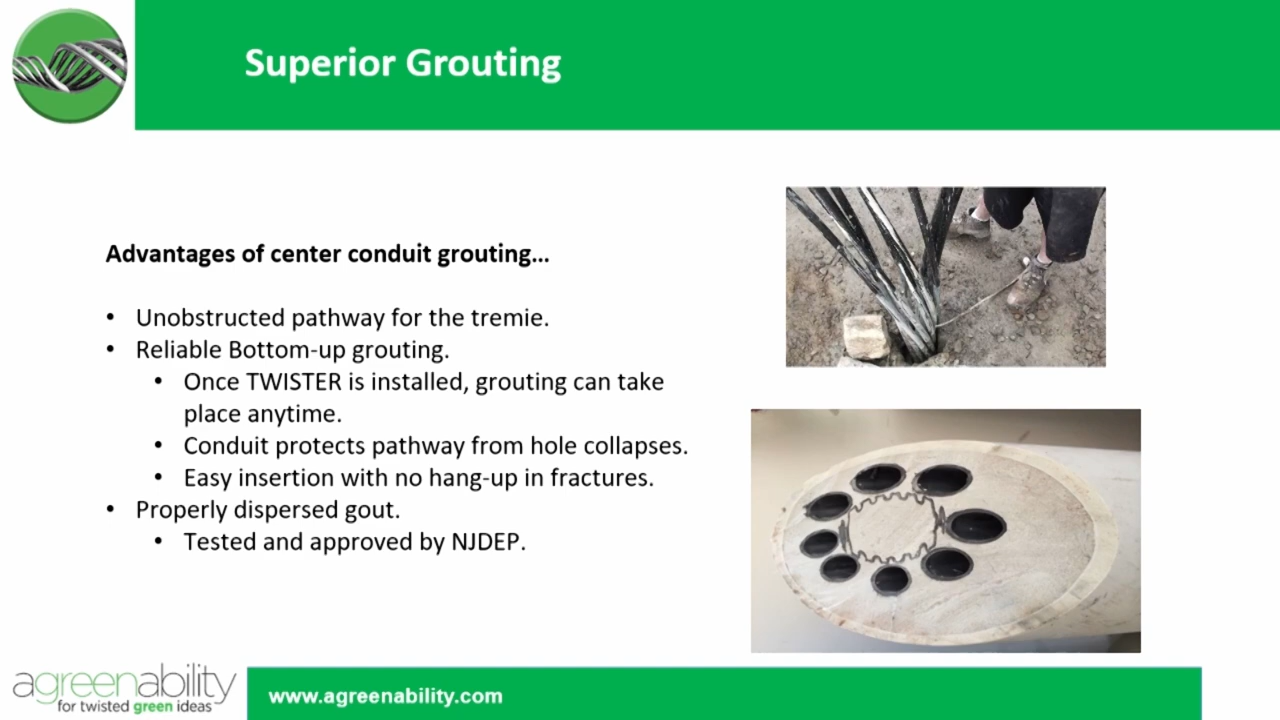 Superior Grouting
Advantages of center conduit grouting...
• Unobstructed pathway for the tremie.
• Reliable Bottom-up grouting.
• Once TWISTER is installed, grouting can take
place anytime.
• Conduit protects pathway from hole collapses.
• Easy insertion with no hang-up in fractures.
• Properly dispersed gout.
• Tested and approved by NJDEP.
agreenability
for twisted green ideas
www.agreenability.com